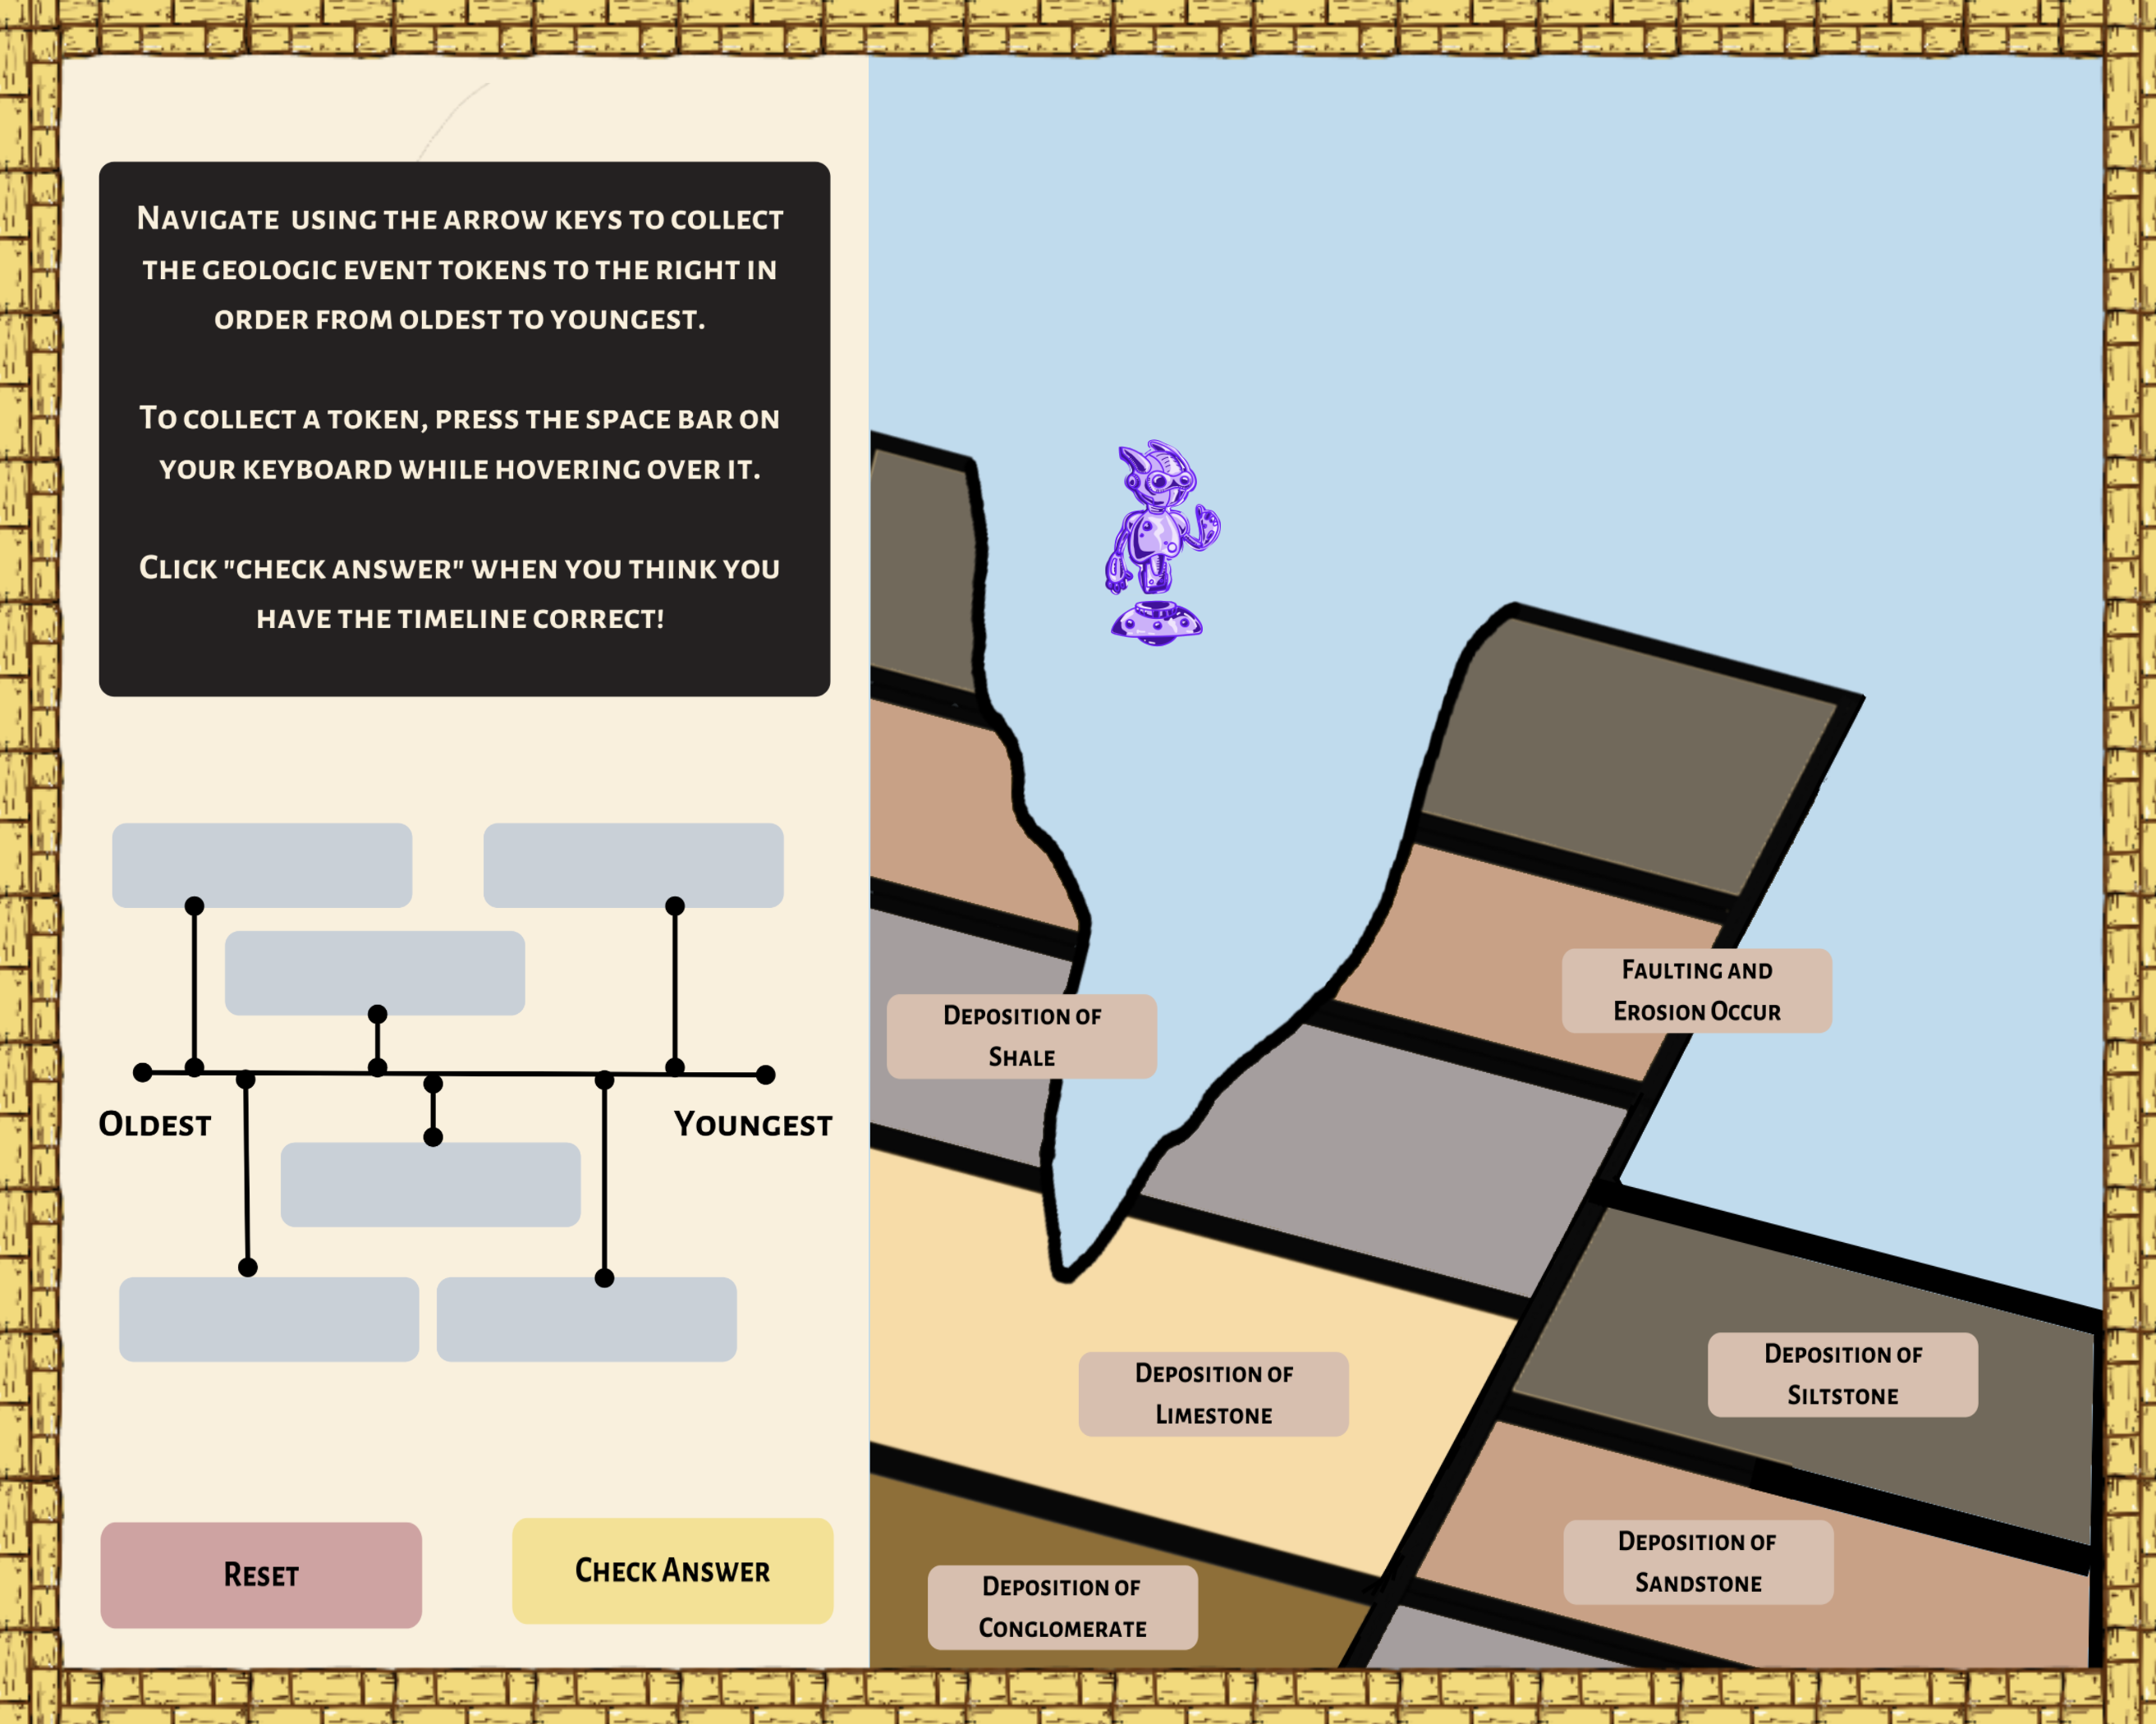 Navigate using the arrow keys to collect
the geologic event tokens to the right in
order from oldest to youngest.
To collect a token, press the space bar on
your keyboard while hovering over it.
Click "check answer" when you think you
have the timeline correct!
Oldest
Youngest
Reset
Check Answer
Deposition of
Shale
Faulting and
Erosion Occur
Deposition of
Limestone
Deposition of
Siltstone
Deposition of
Sandstone
Deposition of
Conglomerate